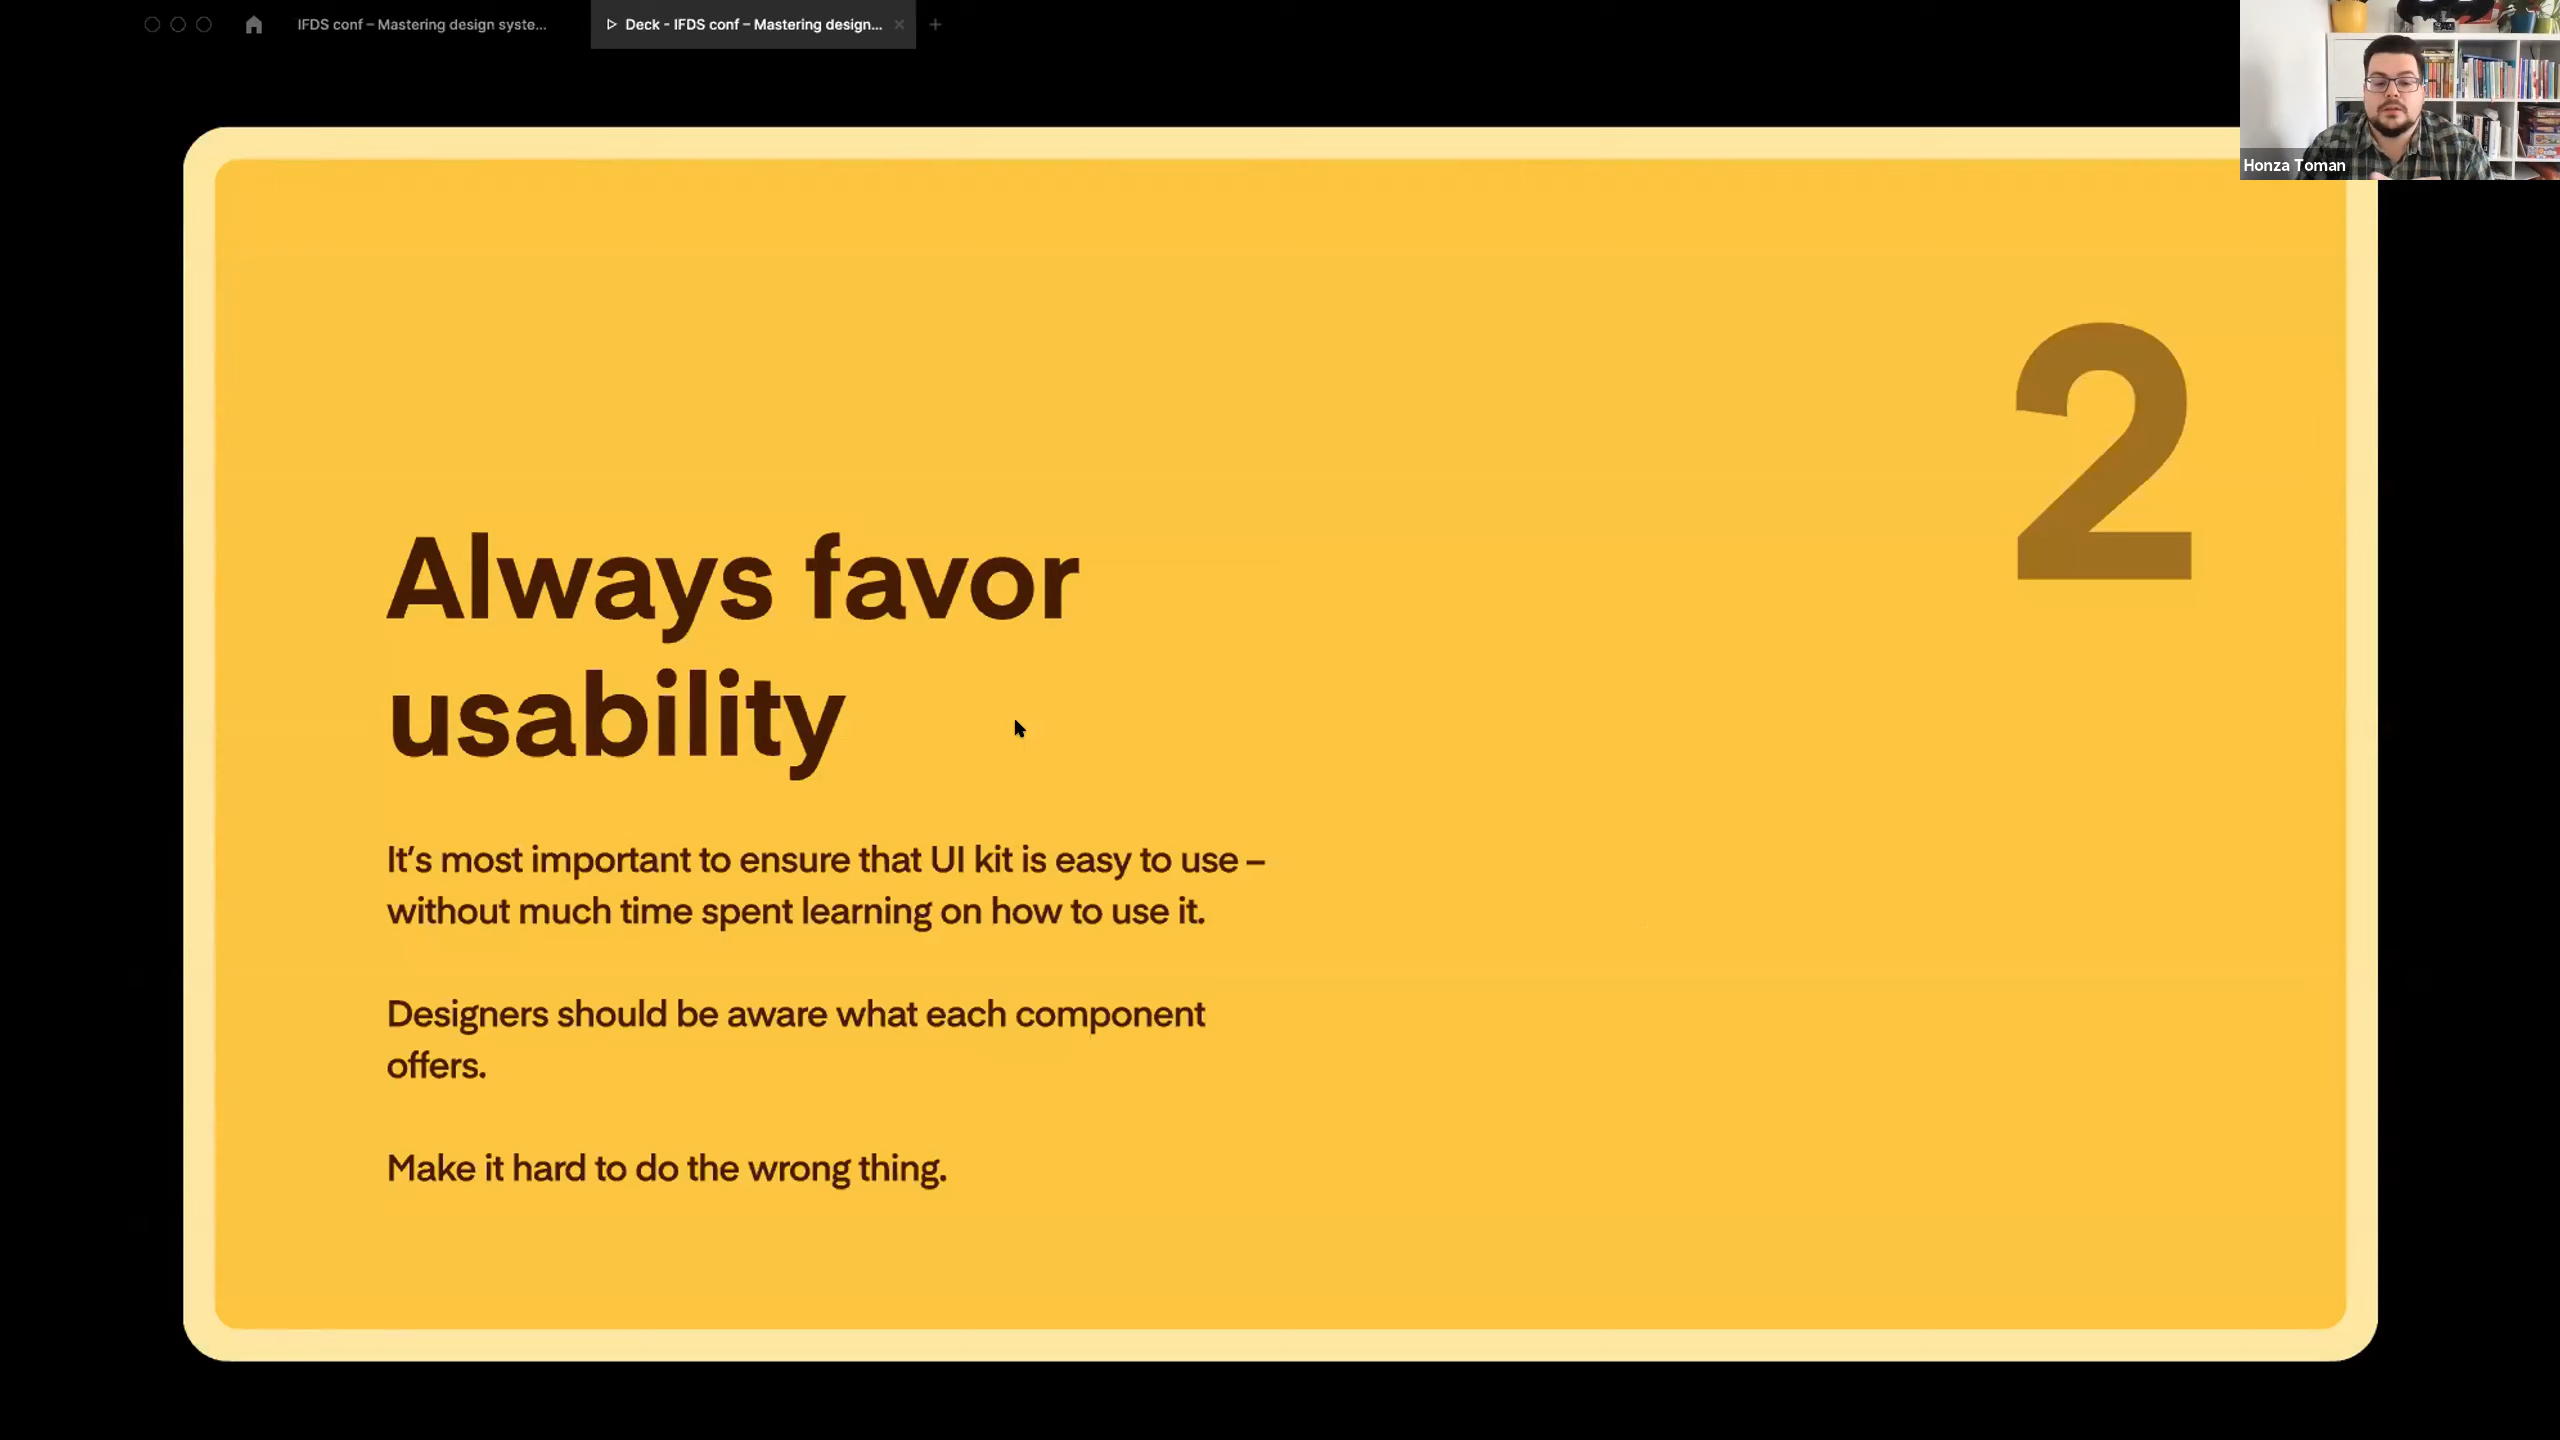 IFDS conf – Mastering design syste...
Deck - IFDS conf – Mastering design...
Honza Toman
2
Always favor
usability
It's most important to ensure that UI kit is easy to use –
without much time spent learning on how to use it.
Designers should be aware what each component
offers.
Make it hard to do the wrong thing.